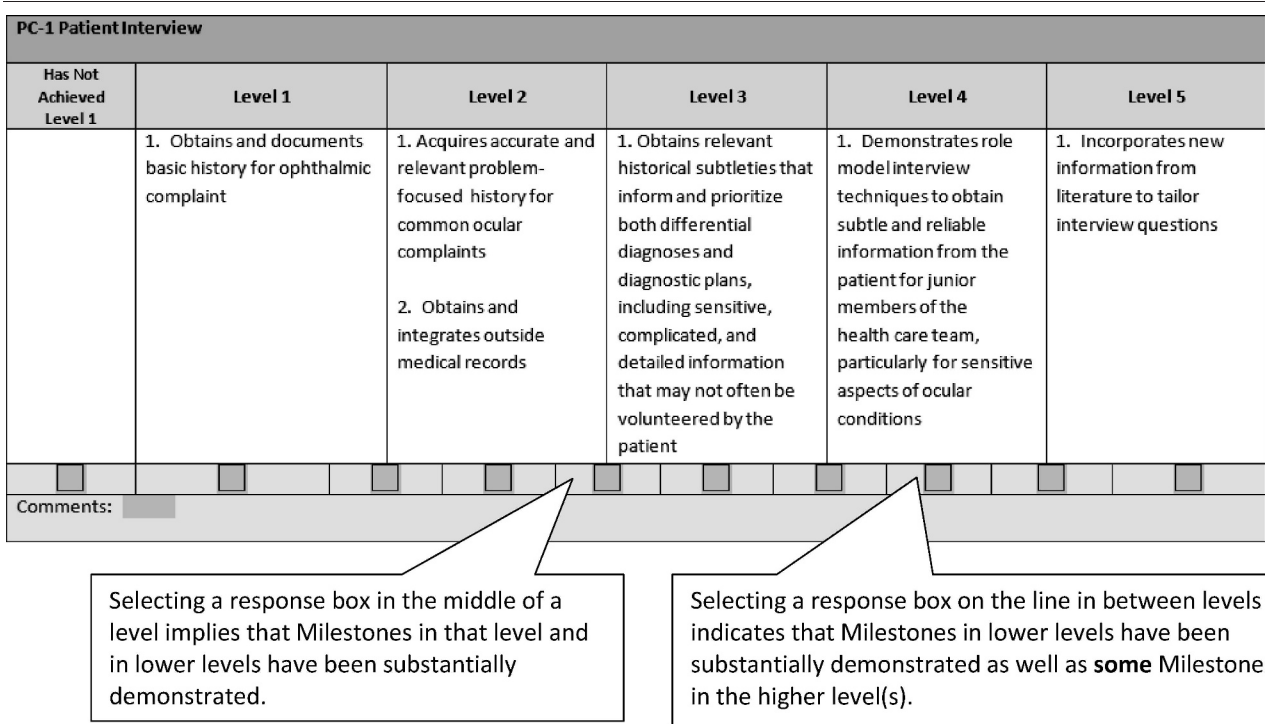 PC-1 Patient Interview
Has Not
Achieved
Level 1
Level 1
Level 2
Level 3
Level 4
Level 5
1. Obtains and documents
basic history for ophthalmic
complaint
1. Acquires accurate and
relevant problem-
focused history for
common ocular
complaints
2. Obtains and
integrates outside
medical records
1. Obtains relevant
historical subtleties that
inform and prioritize
both differential
diagnoses and
diagnostic plans,
including sensitive,
complicated, and
detailed information
that may not often be
volunteered by the
patient
1. Demonstrates role
model interview
techniques to obtain
subtle and reliable
information from the
patient for junior
members of the
health care team,
particularly for sensitive
aspects of ocular
conditions
1. Incorporates new
information from
literature to tailor
interview questions
Comments:
Selecting a response box in the middle of a
level implies that Milestones in that level and
in lower levels have been substantially
demonstrated.
Selecting a response box on the line in between levels
indicates that Milestones in lower levels have been
substantially demonstrated as well as some Milestone
in the higher level(s).